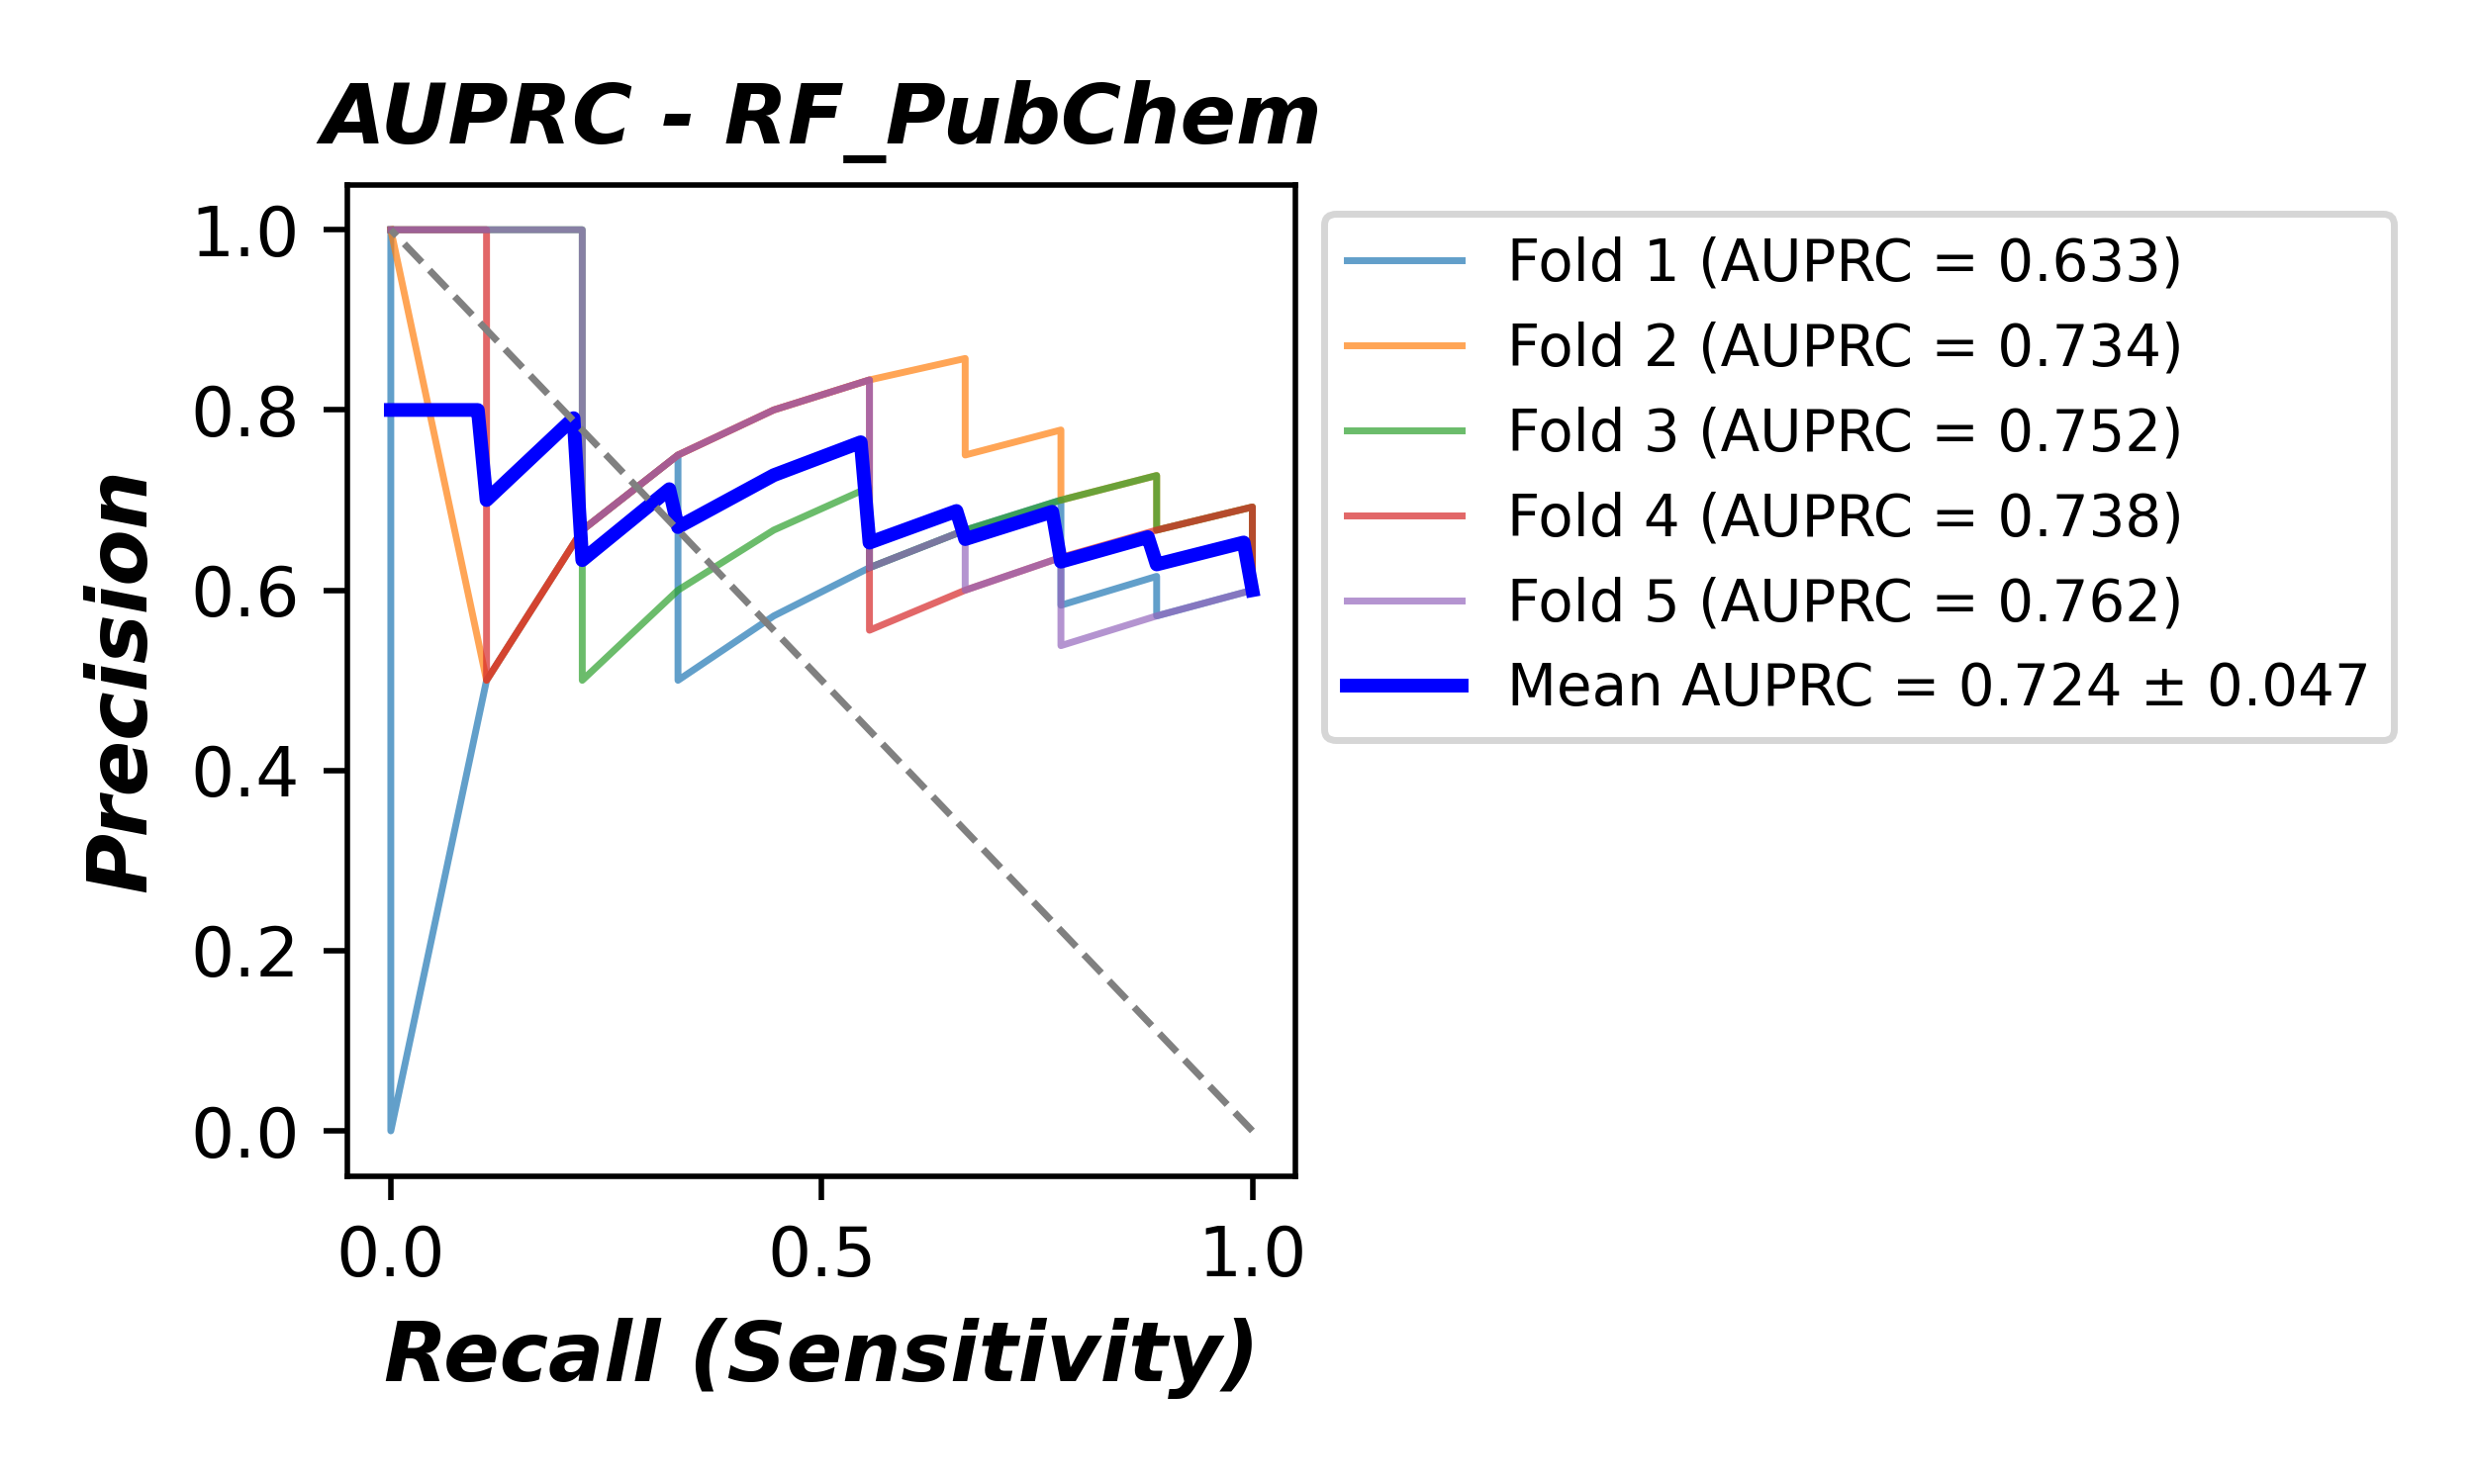 AUPRC - RF_PubChem
Precision
1.0
0.8
0.6
0.4
0.2
0.0
0.0
0.5
1.0
Recall (Sensitivity)
Fold 1 (AUPRC = 0.633)
Fold 2 (AUPRC = 0.734)
Fold 3 (AUPRC = 0.752)
Fold 4 (AUPRC = 0.738)
Fold 5 (AUPRC = 0.762)
Mean AUPRC = 0.724 ± 0.047